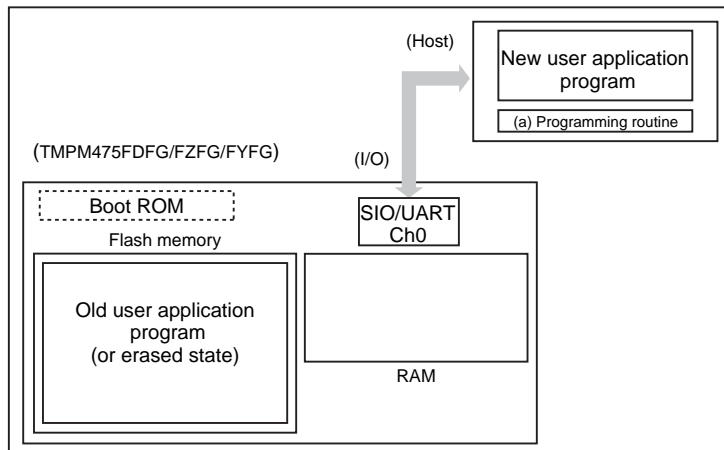 (Host)
New user application
program
(a) Programming routine
(TMPM475FDFG/FZFG/FYFG)
(I/O)
Boot ROM
SIO/UART
Ch0
Flash memory
Old user application
program
(or erased state)
RAM